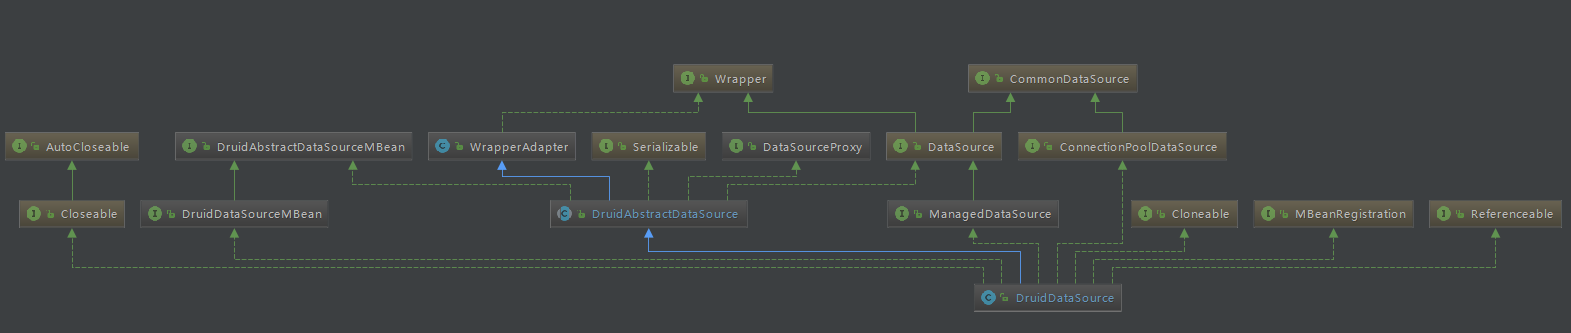 Wrapper
CommonDataSource
AutoCloseable
DruidAbstractDataSourceMBean
WrapperAdapter
Serializable
DataSourceProxy
DataSource
ConnectionPoolDataSource
Closeable
DruidDataSourceMBean
DruidAbstractDataSource
ManagedDataSource
Cloneable
MBeanRegistration
Referenceable
DruidDataSource